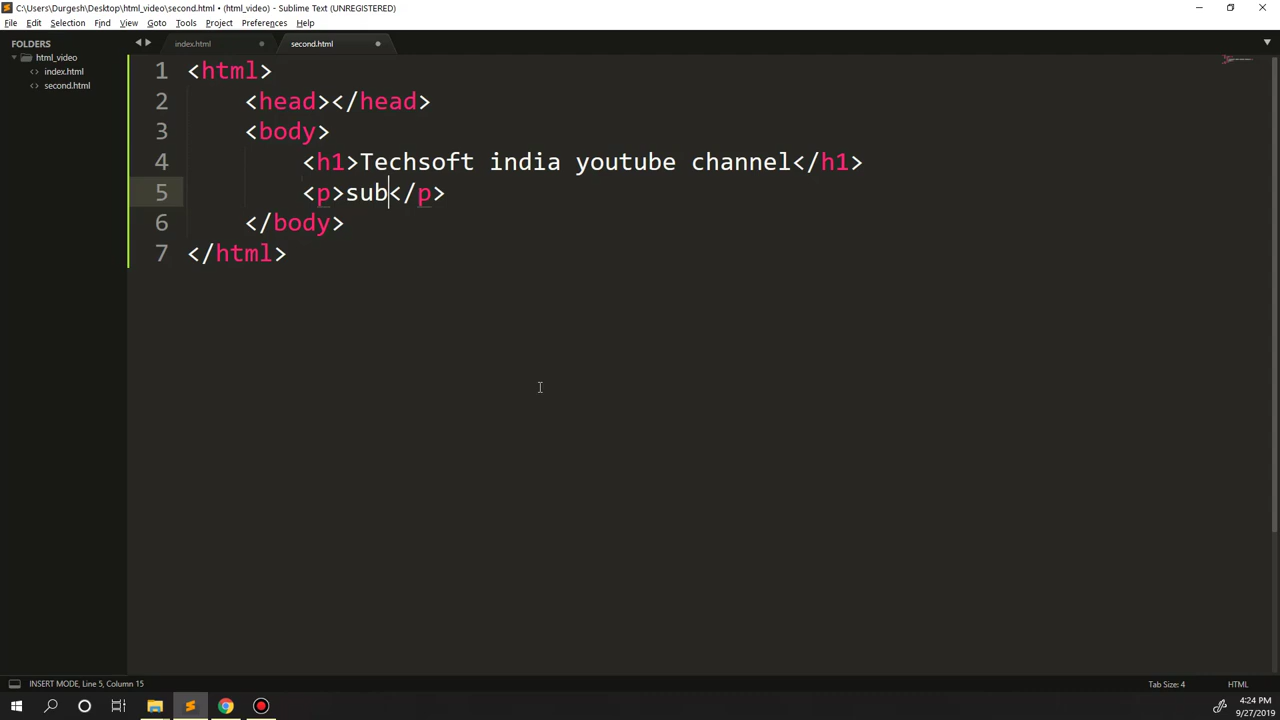 C:\Users\Durgesh\Desktop\html_video\second.html • (html_video) - Sublime Text (UNREGISTERED)
File Edit Selection Find View Goto Tools Project Preferences Help
FOLDERS
html_video
index.html
second.html
index.html second.html
1 <html>
2 <head></head>
3 <body>
4 <h1>Techsoft india youtube channel</h1>
5 <p>sub</p>
6 </body>
7 </html>
INSERT MODE, Line 5, Column 15 Tab Size: 4 HTML
4:24 PM
9/27/2019